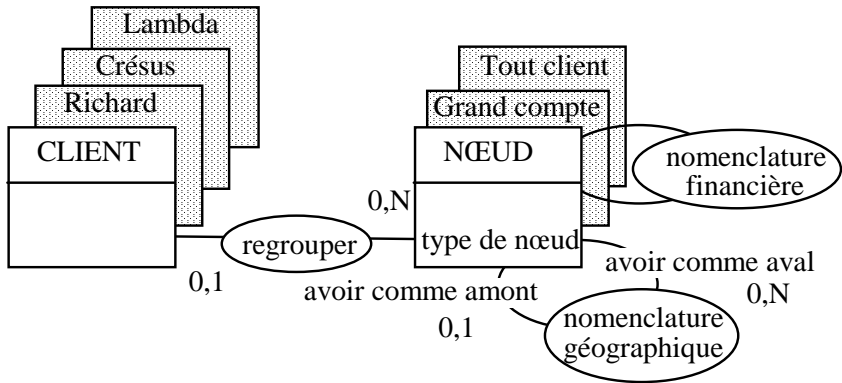 Lambda
Crésus
Richard
CLIENT
Tout client
Grand compte
NŒUD
nomenclature
financière
0,N
regrouper
type de nœud
0,1
avoir comme aval
0,N
avoir comme amont
0,1
nomenclature
géographique